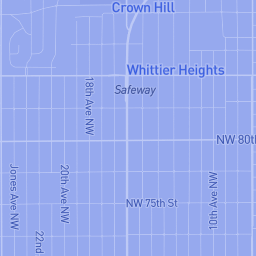 Crown Hill
Whittier Heights
Safeway
18th Ave NW
NW 80th
Jones Ave NW
20th Ave NW
22nd
NW 75th St
10th Ave NW